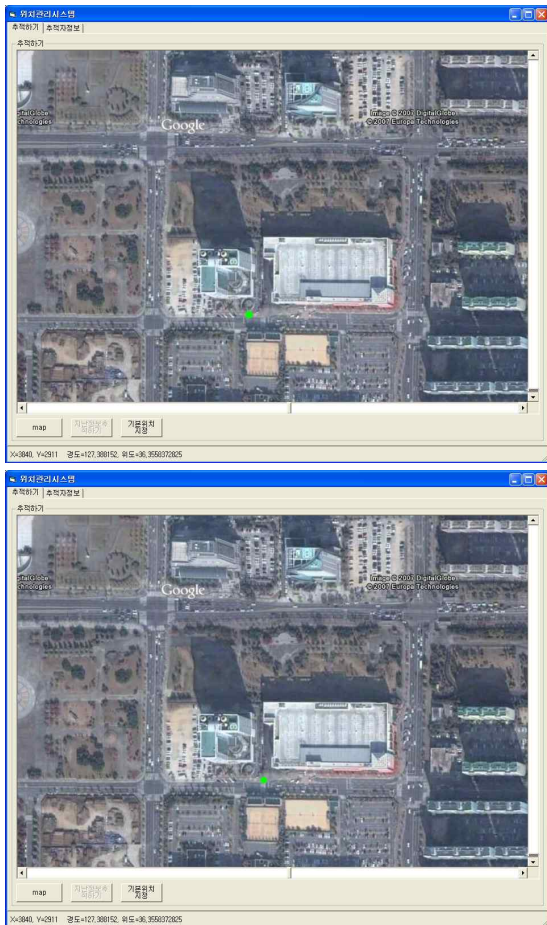 위치관리시스템
추적하기 추적자정보
추적하기
Google
Image © 2007 DigitalGlobe
© 2007 Europa Technologies
map
기본위치
지정
X=3840, Y=2911 경도=127,388152, 위도=36,3558372825
위치관리시스템
추적하기 추적자정보
추적하기
Google
Image © 2007 DigitalGlobe
© 2007 Europa Technologies
map
기본위치
지정
X=3840, Y=2911 경도=127,388152, 위도=36,3558372825